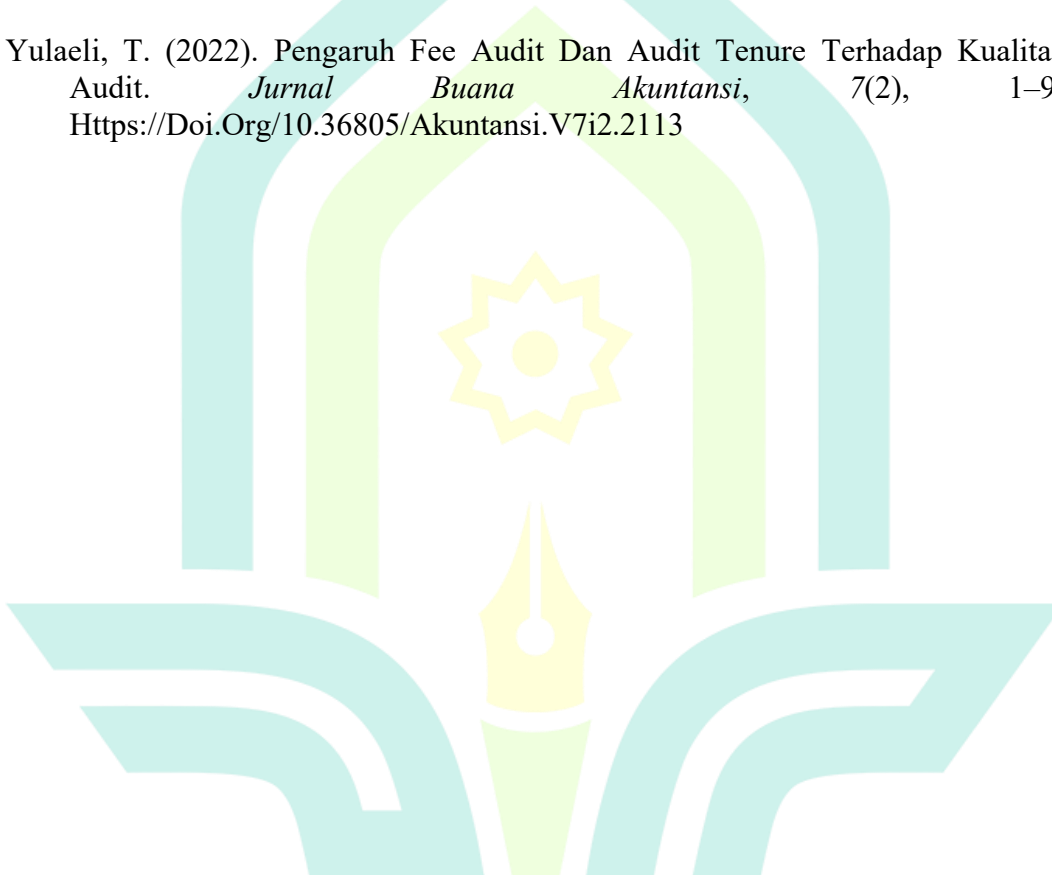 Yulaeli, T. (2022). Pengaruh Fee Audit Dan Audit Tenure Terhadap Kualita
Audit. Jurnal Buana Akuntansi, 7(2), 1–9
Https://Doi.Org/10.36805/Akuntansi.V7i2.2113